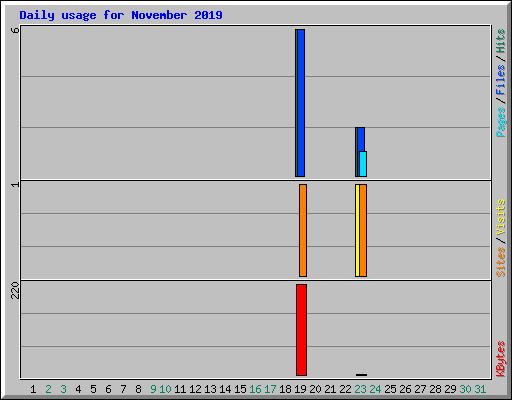 Daily usage for November 2019
6
1
220
Pages / Files / Hits
Sites / Visits
KBytes
1 2 3 4 5 6 7 8 9 10 11 12 13 14 15 16 17 18 19 20 21 22 23 24 25 26 27 28 29 30 31